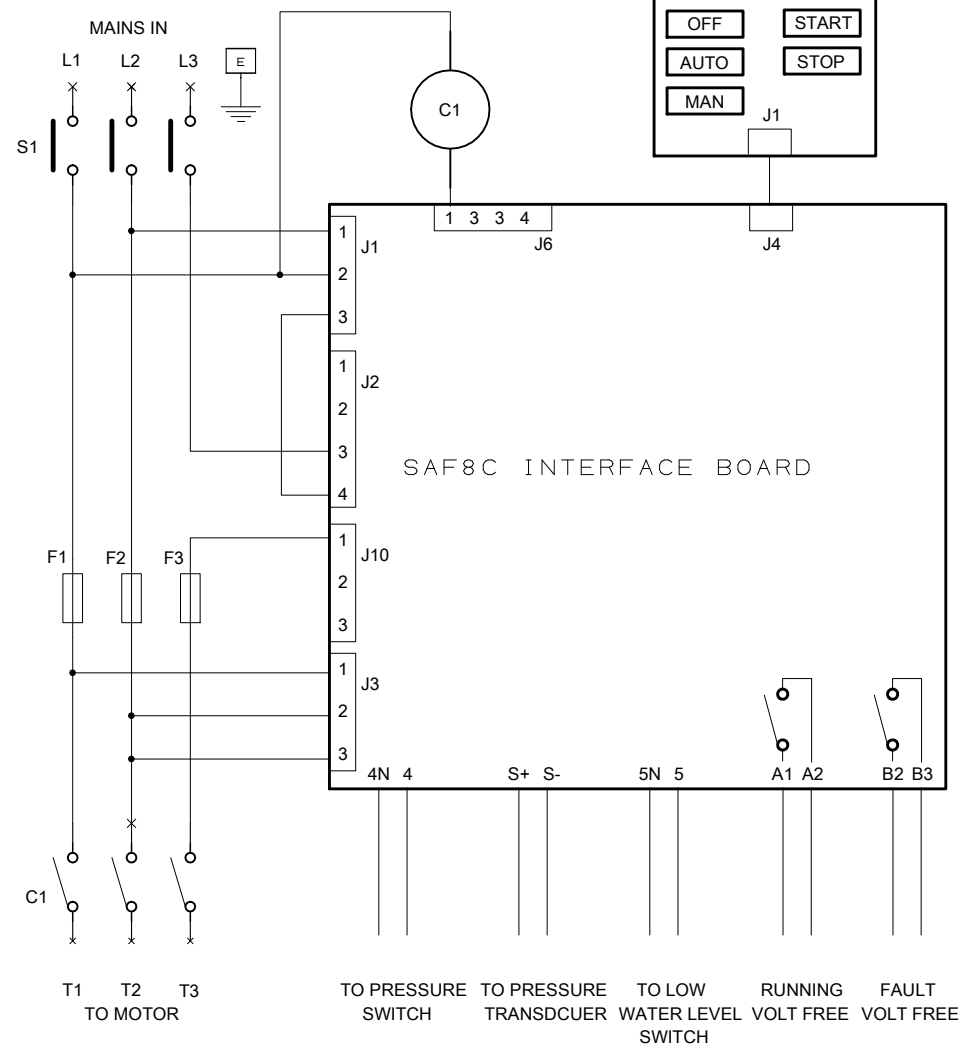 MAINS IN
L1 L2 L3
E
S1
C1
OFF START
AUTO STOP
MAN
J1
1 3 3 4
J6
J4
1
J1
2
3
1
J2
2
3
4
SAF8C INTERFACE BOARD
F1 F2 F3
1
J10
2
3
1
J3
2
3
4N 4 S+ S- 5N 5 A1 A2 B2 B3
C1
T1 T2 T3
TO MOTOR
TO PRESSURE
SWITCH
TO PRESSURE
TRANSDCUER
TO LOW
WATER LEVEL
SWITCH
RUNNING
VOLT FREE
FAULT
VOLT FREE